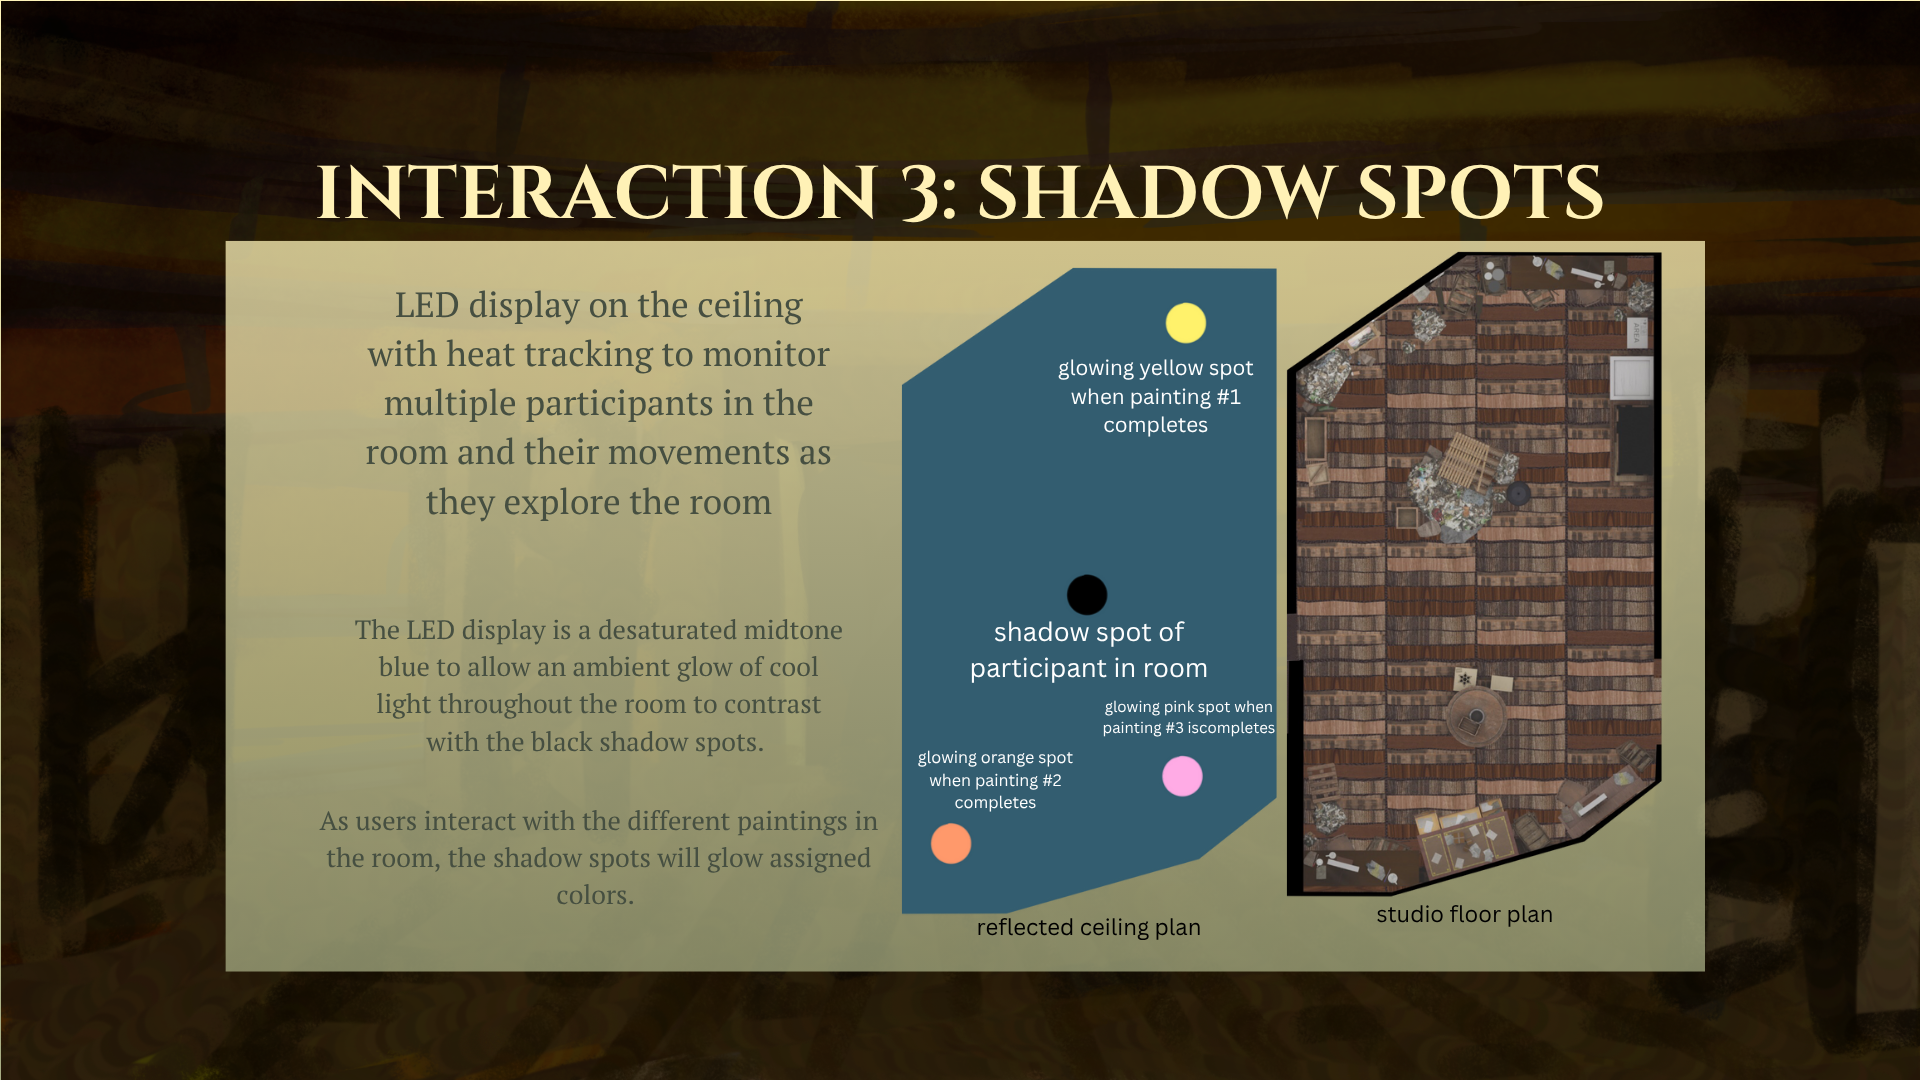 INTERACTION 3: SHADOW SPOTS
LED display on the ceiling
with heat tracking to monitor
multiple participants in the
room and their movements as
they explore the room
The LED display is a desaturated midtone
blue to allow an ambient glow of cool
light throughout the room to contrast
with the black shadow spots.
As users interact with the different paintings in
the room, the shadow spots will glow assigned
colors.
glowing yellow spot
when painting #1
completes
shadow spot of
participant in room
glowing pink spot when
painting #3 iscompletes
glowing orange spot
when painting #2
completes
reflected ceiling plan
studio floor plan